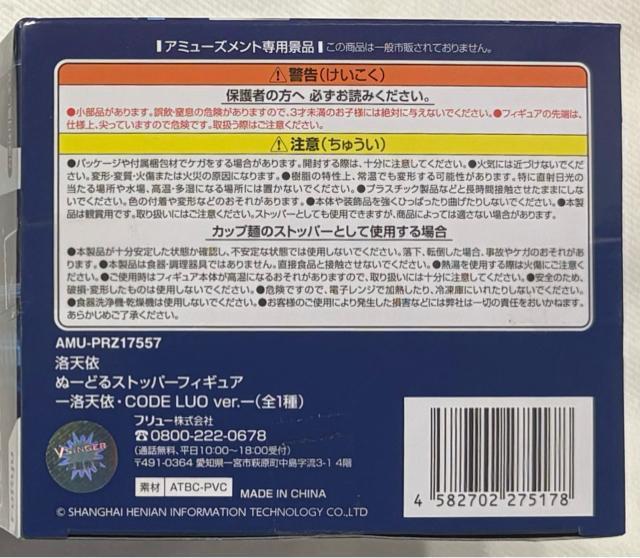 アミューズメント専用景品 この商品は一般市販されておりません。
⚠警告(けいこく)
保護者の方へ 必ずお読みください。
●小部品があります。誤飲・窒息の危険がありますので、3才未満のお子様には絶対に与えないでください。●フィギュアの先端は、
仕様上、尖っていますので危険です。取扱う際はご注意ください。
⚠注意(ちゅうい)
●パッケージや付属梱包材でケガをする場合があります。開封する際は、十分に注意してください。●火気には近づけないでくだ
さい。変形・変質・火傷または火災の原因になります。●樹脂の特性上、常温でも変形する可能性があります。特に直射日光の
当たる場所や水場、高温・多湿になる場所には置かないでください。●プラスチック製品などと長時間接触させたままにしな
いでください。色の付着や変形などのおそれがあります。●本体や装飾品を強くひっぱったり曲げたりしないでください。●本製
品は観賞用です。取り扱いにはご注意ください。ストッパーとしても使用できますが、商品によっては適さない場合があります。
カップ麺のストッパーとして使用する場合
●本製品が十分安定した状態か確認し、不安定な状態では使用しないでください。落下、転倒した場合、事故やケガのおそれが
あります。●本製品は食器・調理器具ではありません。直接食品と接触させないでください。●熱湯を使用する際は火傷にご注意く
ださい。●ご使用時はフィギュア本体が高温になるおそれがありますので、取り扱いには十分に注意してください。●安全のため、
破損・変形したものは使用しないでください。●危険ですので、電子レンジで加熱したり、冷凍庫にいれたりしないでください。
●食器洗浄機・乾燥機は使用しないでください。●お客様のご使用により発生した損害などには弊社は一切の責任をおいかねます。
あらかじめご了承ください。
AMU-PRZ17557
洛天依
ぬーどるストッパーフィギュア
ー洛天依・CODE LUO ver.ー(全1種)
フリュー株式会社
☎0800-222-0678
(通話無料、平日10:00〜18:00受付)
〒491-0364 愛知県一宮市萩原町中島字流3-1 4階
VSINGER
素材 ATBC-PVC MADE IN CHINA
© SHANGHAI HENIAN INFORMATION TECHNOLOGY CO.,LTD
4 582702 275178